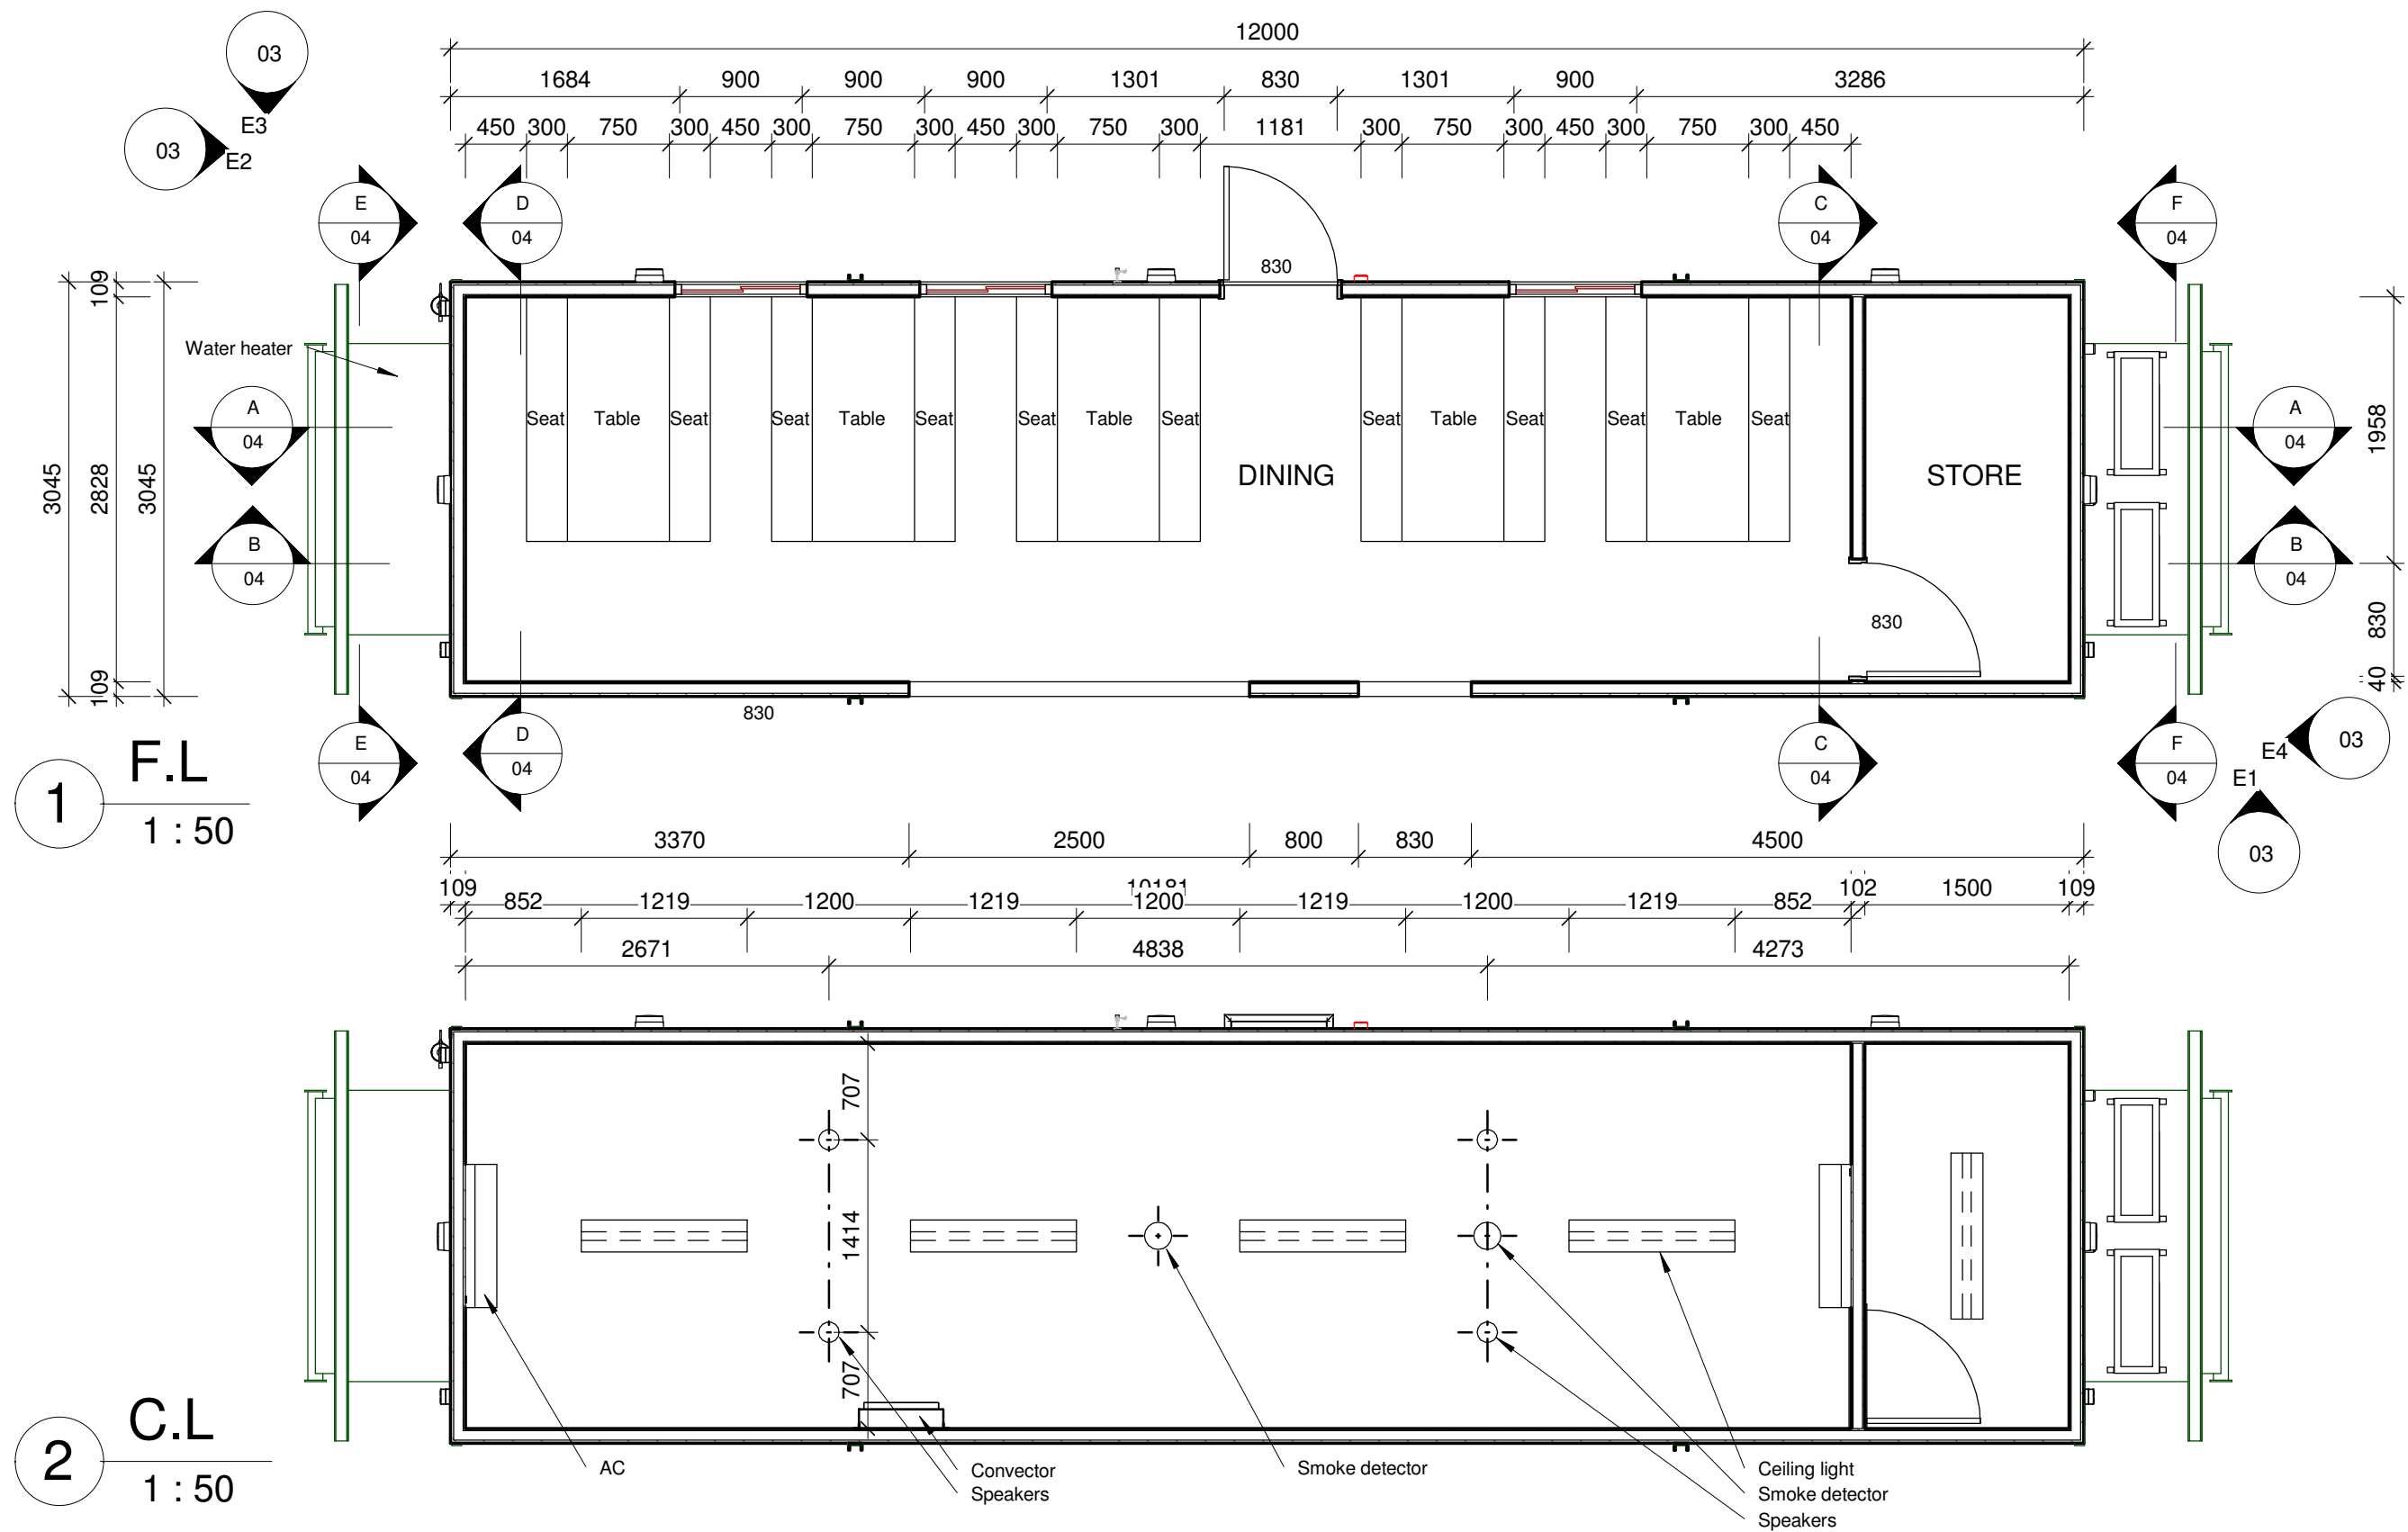 12000
1684 900 900 900 1301 830 1301 900 3286
450 300 750 300 450 300 750 300 450 300 750 300 1181 300 750 300 450 300 750 300 450
03
E3
03
E2
E
04
D
04
C
04
F
04
830
109
2828
109
3045
3045
Water heater
A
04
B
04
Seat Table Seat Seat Table Seat Seat Table Seat Seat Table Seat Seat Table Seat
DINING
STORE
830
830
A
04
B
04
1958
830
40
E
04
D
04
C
04
F
04
E4
03
E1
03
1
F.L
1 : 50
3370 2500 800 830 4500
109 10181 102 1500 109
852 1219 1200 1219 1200 1219 1200 1219 852
2671 4838 4273
707
1414
707
AC
Convector
Speakers
Smoke detector
Ceiling light
Smoke detector
Speakers
2
C.L
1 : 50